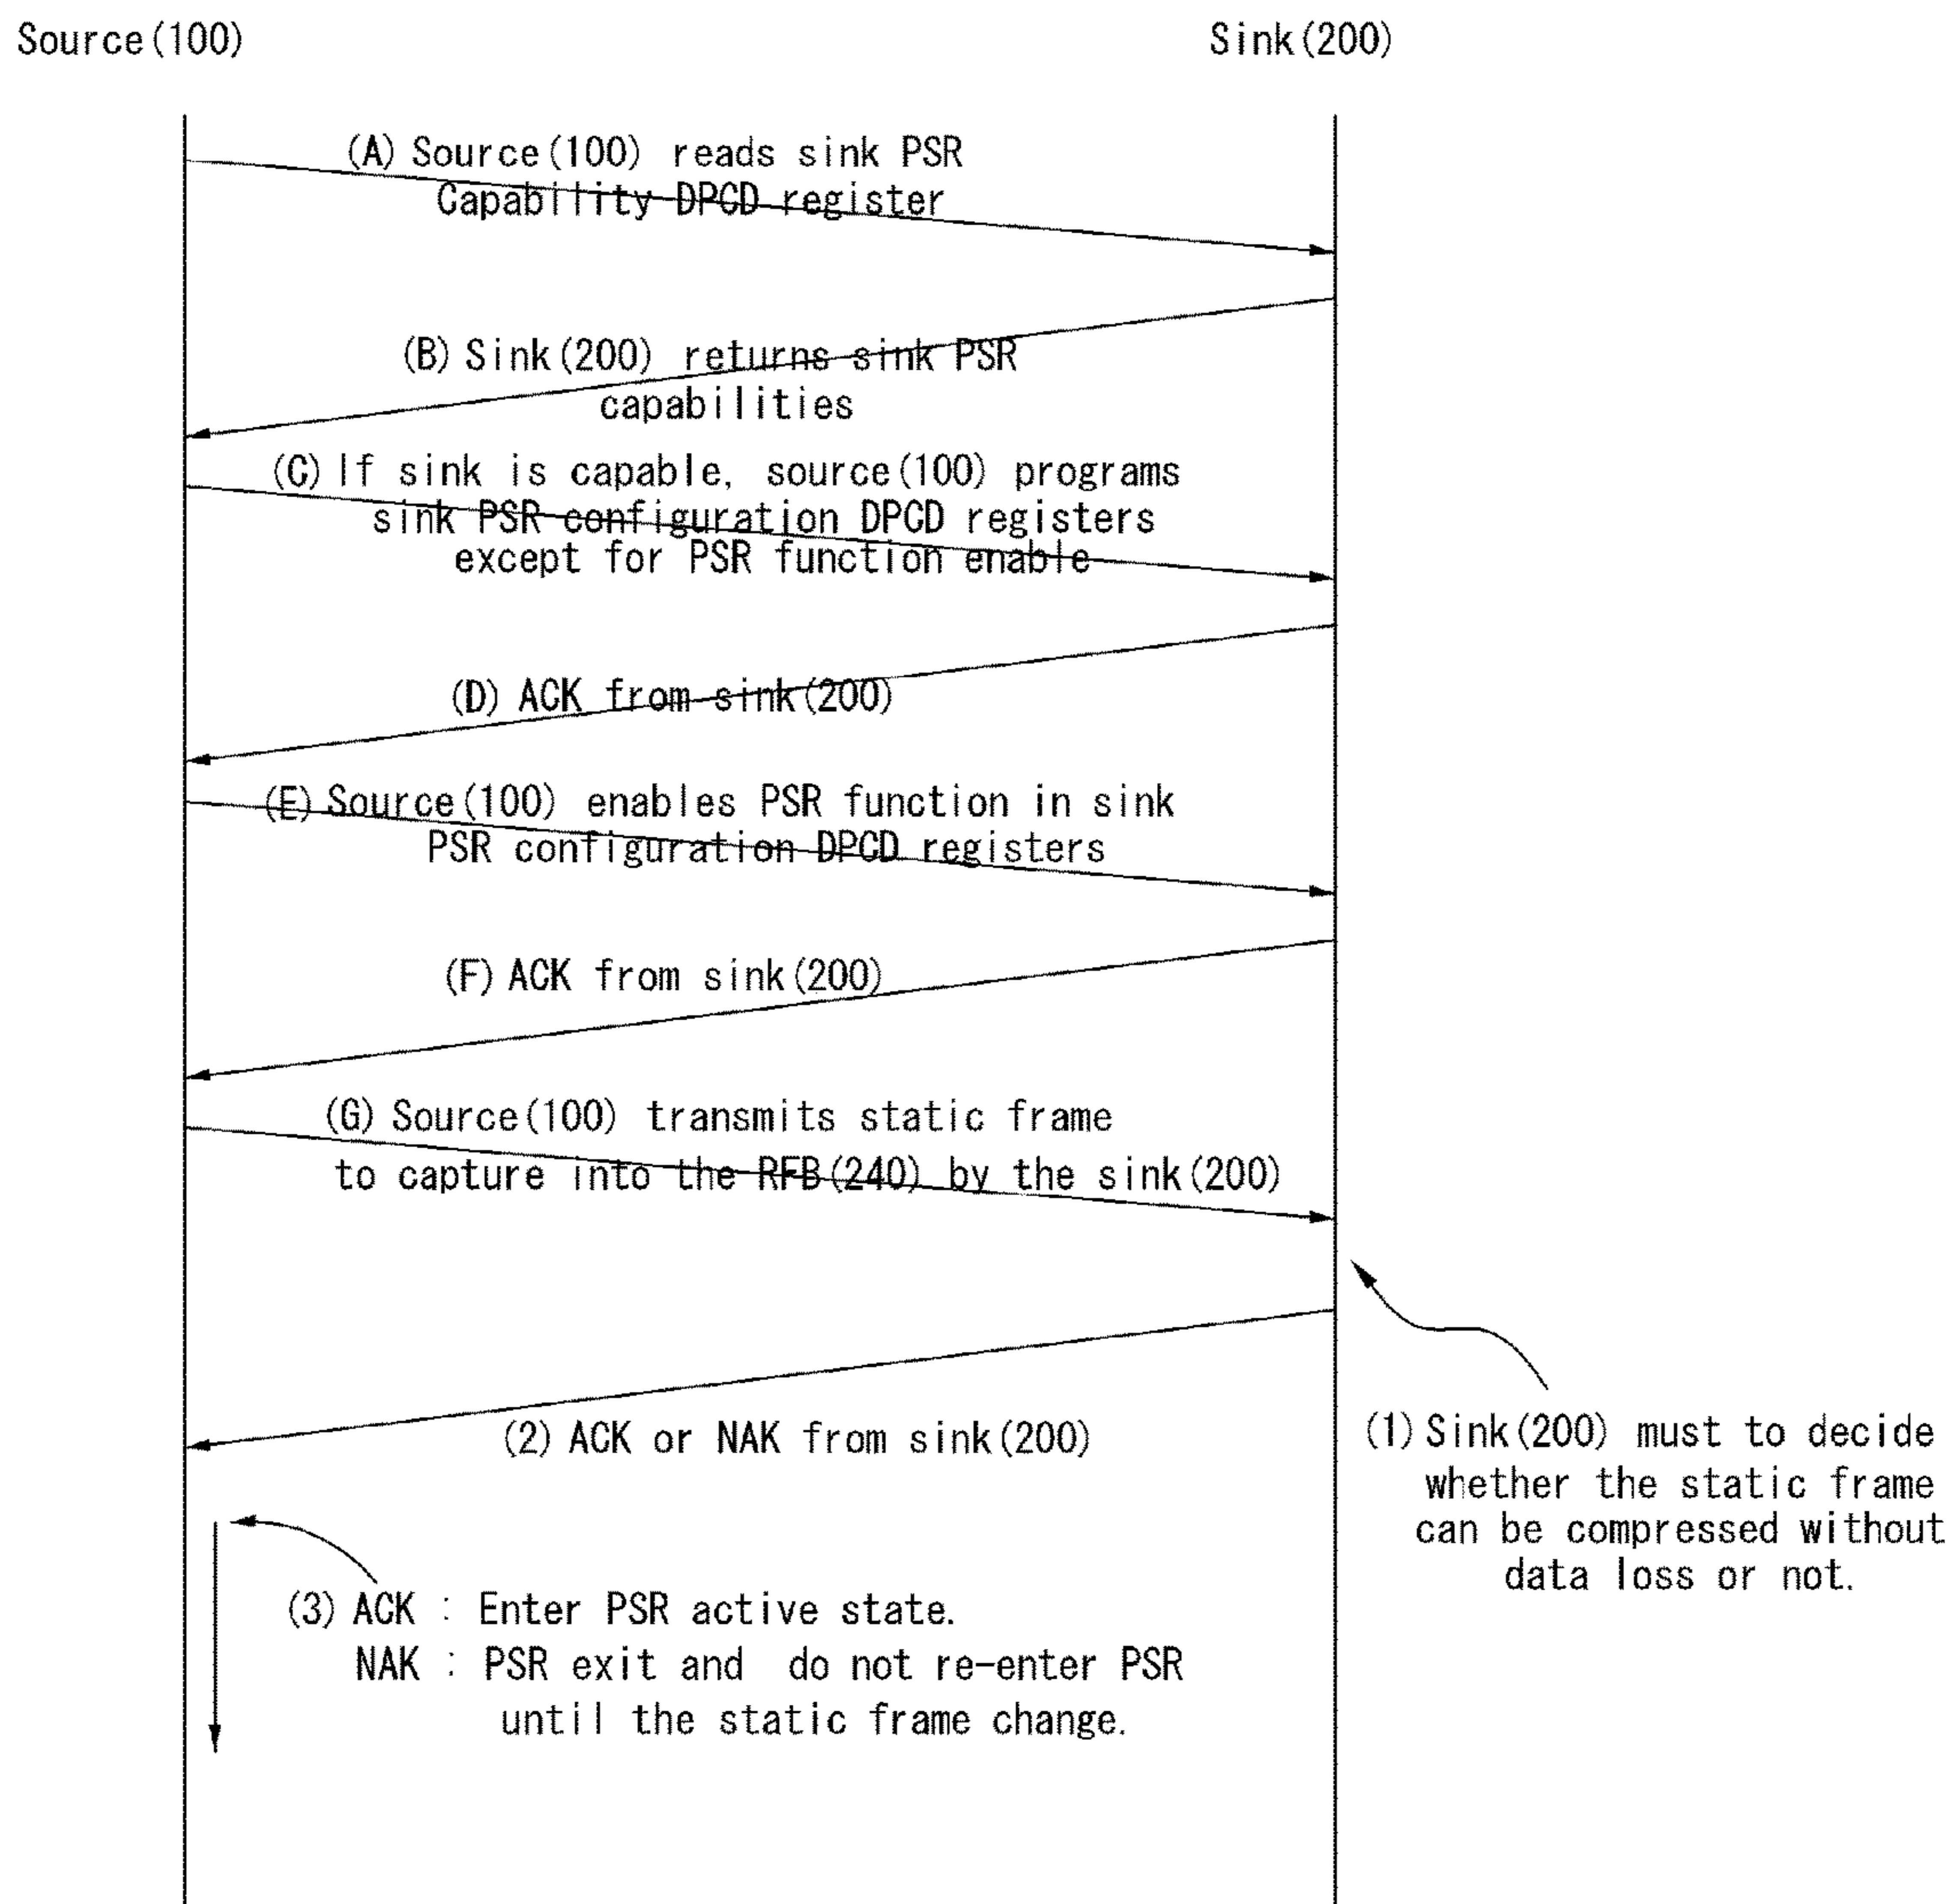 Source(100)
Sink(200)
(A) Source(100) reads sink PSR
Capability DPCD register
(B) Sink(200) returns sink PSR
capabilities
(C) If sink is capable, source(100) programs
sink PSR configuration DPCD registers
except for PSR function enable
(D) ACK from sink(200)
(E) Source(100) enables PSR function in sink
PSR configuration DPCD registers
(F) ACK from sink(200)
(G) Source(100) transmits static frame
to capture into the RFB(240) by the sink(200)
(2) ACK or NAK from sink(200)
(1) Sink(200) must to decide
whether the static frame
can be compressed without
data loss or not.
(3) ACK : Enter PSR active state.
NAK : PSR exit and do not re-enter PSR
until the static frame change.